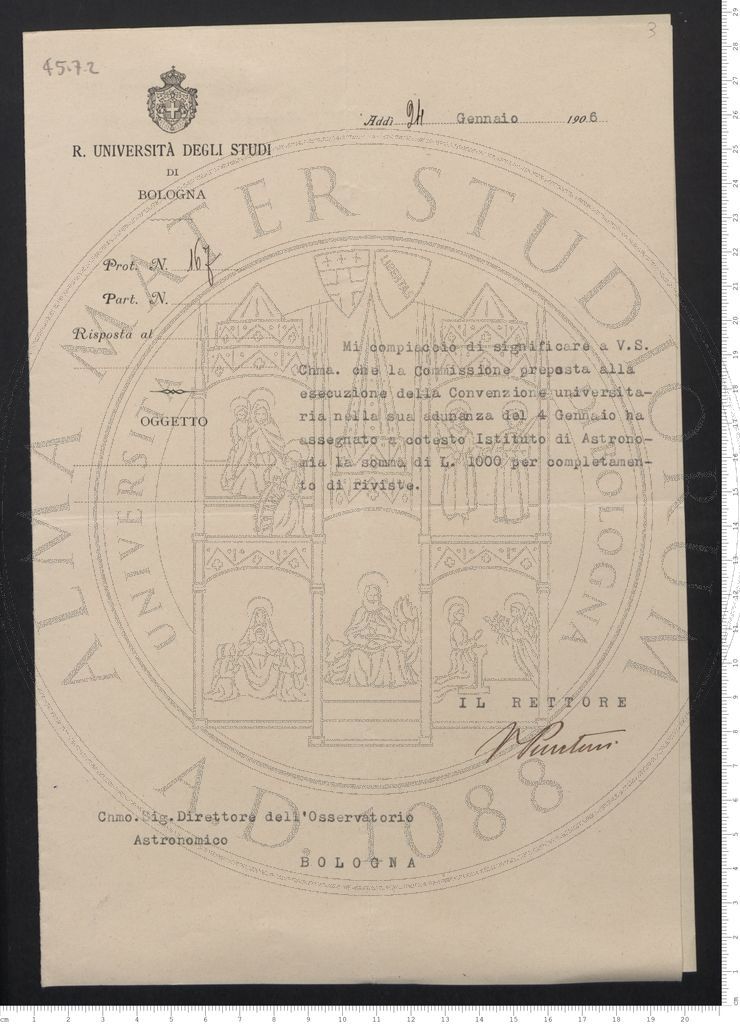 3
45.7.2
Addì 24 Gennaio 1906
R. UNIVERSITÀ DEGLI STUDI
DI
BOLOGNA
Prot. N. 167
Part. N.
Risposta al
OGGETTO
Mi compiaccio di significare a V.S.
Chma. che la Commissione preposta alla
esecuzione della Convenzione universita-
ria nella sua adunanza del 4 Gennaio ha
assegnato a cotesto Istituto di Astrono-
mia la somma di L. 1000 per completamen-
to di riviste.
IL RETTORE
V. Puntoni
Chmo. Sig. Direttore dell'Osservatorio
Astronomico
BOLOGNA
ALMA MATER STUDIORUM
UNIVERSITÀ DI BOLOGNA
LIBERTAS
A.D. 1088